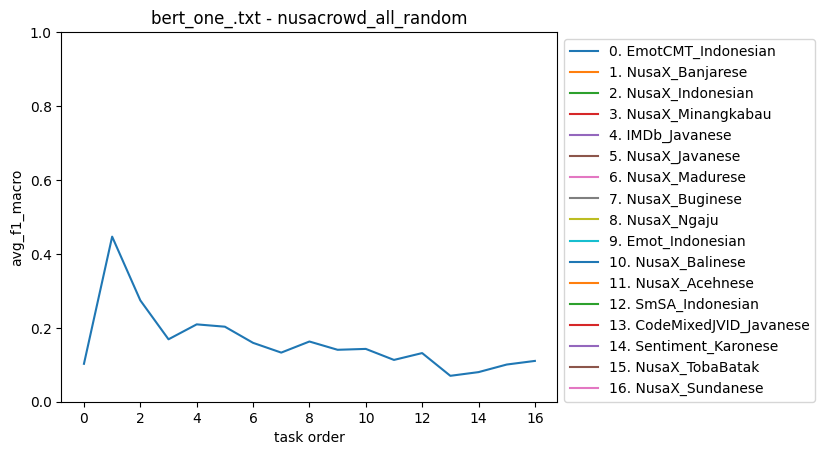 bert_one_.txt - nusacrowd_all_random
1.0
0.8
0.6
0.4
0.2
0.0
avg_f1_macro
0 2 4 6 8 10 12 14 16
task order
0. EmotCMT_Indonesian
1. NusaX_Banjarese
2. NusaX_Indonesian
3. NusaX_Minangkabau
4. IMDb_Javanese
5. NusaX_Javanese
6. NusaX_Madurese
7. NusaX_Buginese
8. NusaX_Ngaju
9. Emot_Indonesian
10. NusaX_Balinese
11. NusaX_Acehnese
12. SmSA_Indonesian
13. CodeMixedJVID_Javanese
14. Sentiment_Karonese
15. NusaX_TobaBatak
16. NusaX_Sundanese